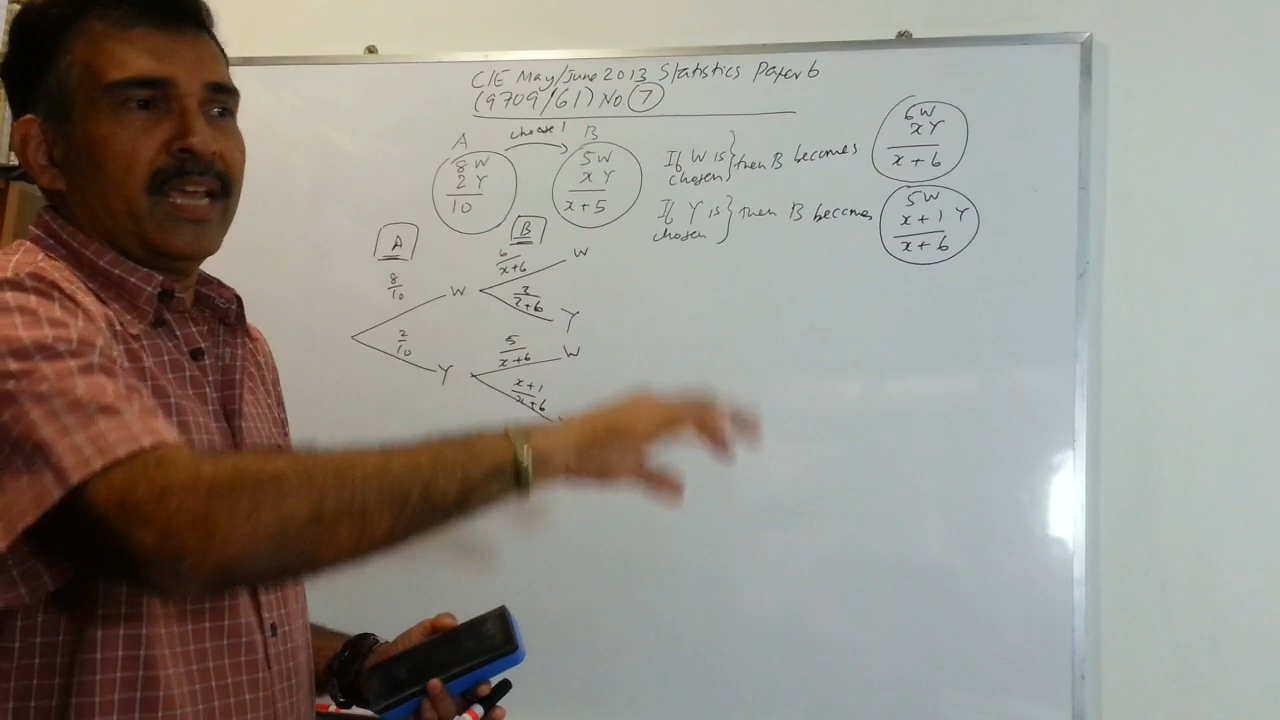 CIE May/June 2013 Statistics Paper 6
(9709/61) No 7
A
choose 1
B
8 W
2 Y
10
5 W
x Y
x + 5
If W is chosen } then B becomes
6 W
x Y
x + 6
If Y is chosen } then B becomes
5 W
x + 1 Y
x + 6
A
B
8/10
W
6/x+6
W
Y
2/10
Y
5/x+6
W
x+1/x+6